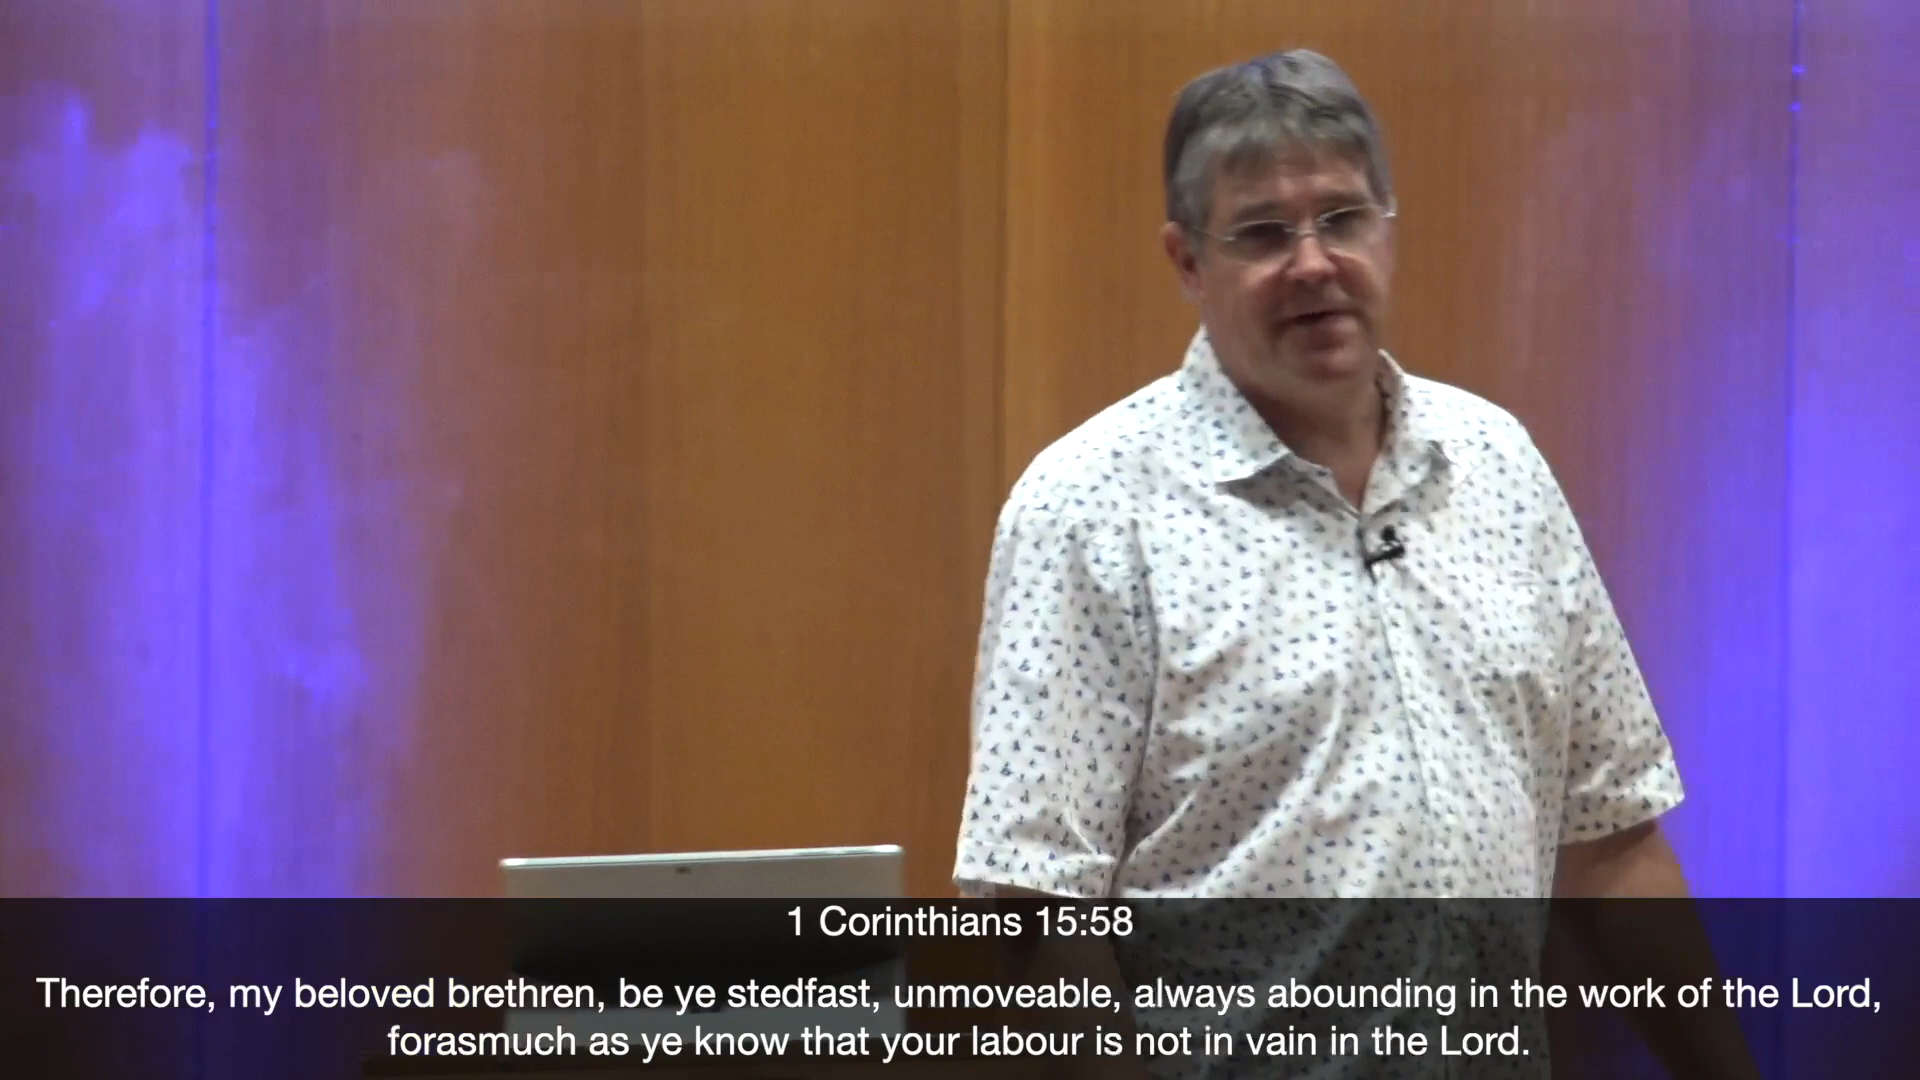 1 Corinthians 15:58
Therefore, my beloved brethren, be ye stedfast, unmoveable, always abounding in the work of the Lord,
forasmuch as ye know that your labour is not in vain in the Lord.